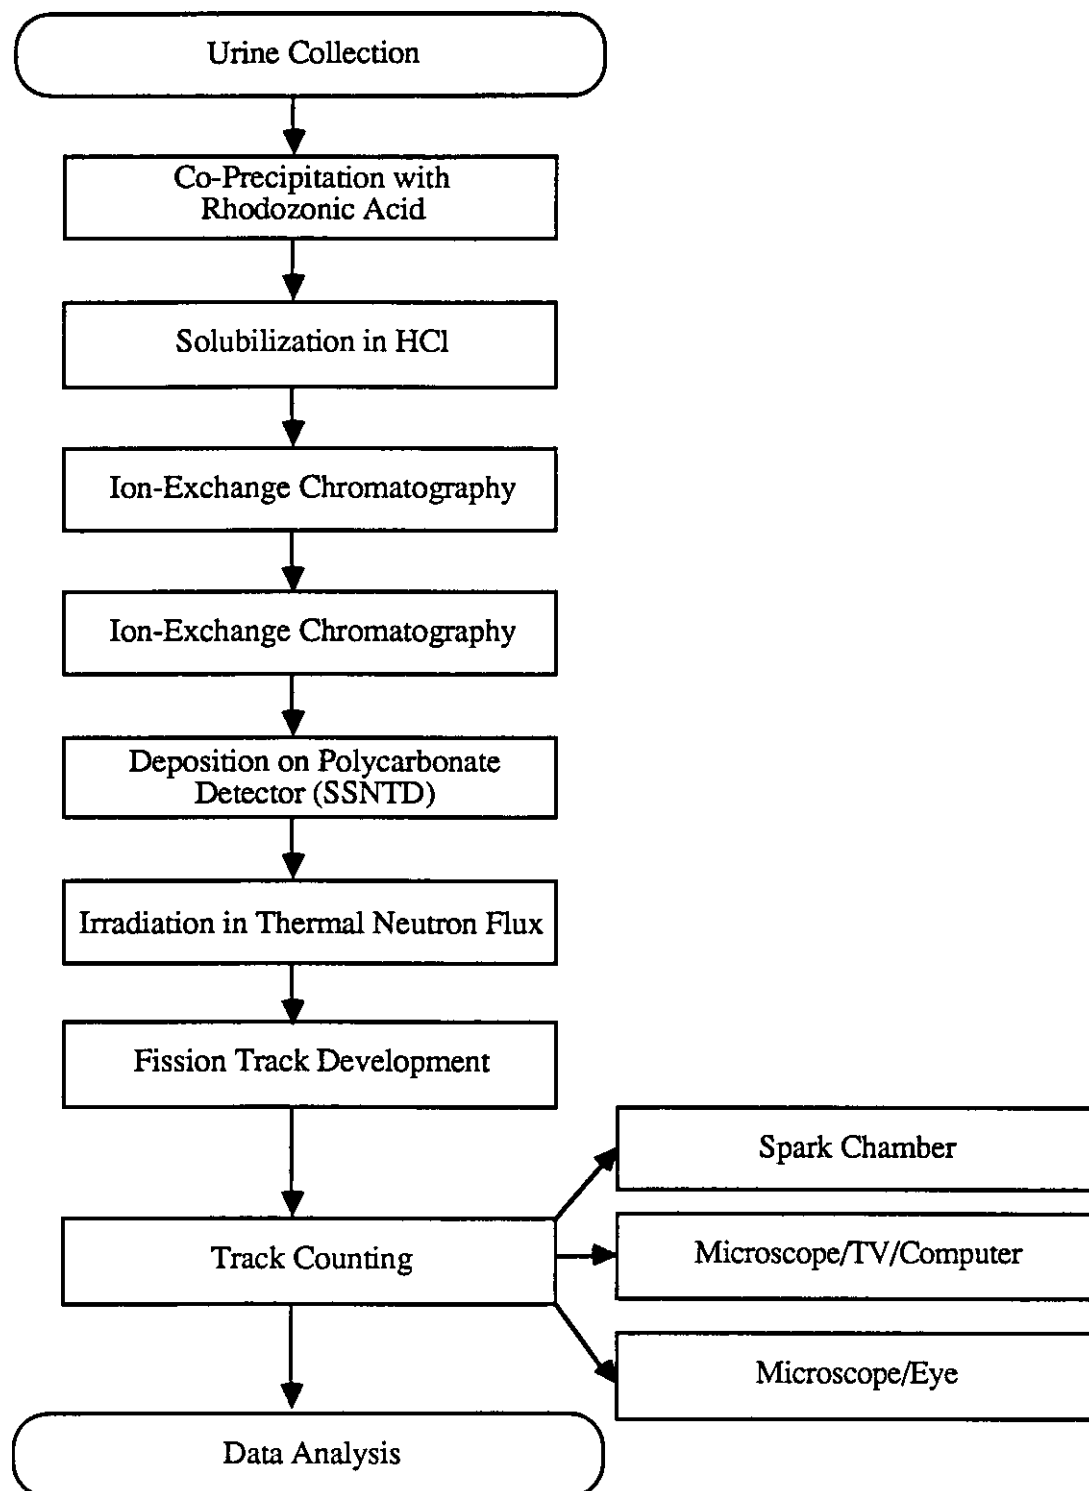 Urine Collection
Co-Precipitation with
Rhodozonic Acid
Solubilization in HCl
Ion-Exchange Chromatography
Ion-Exchange Chromatography
Deposition on Polycarbonate
Detector (SSNTD)
Irradiation in Thermal Neutron Flux
Fission Track Development
Spark Chamber
Track Counting
Microscope/TV/Computer
Microscope/Eye
Data Analysis